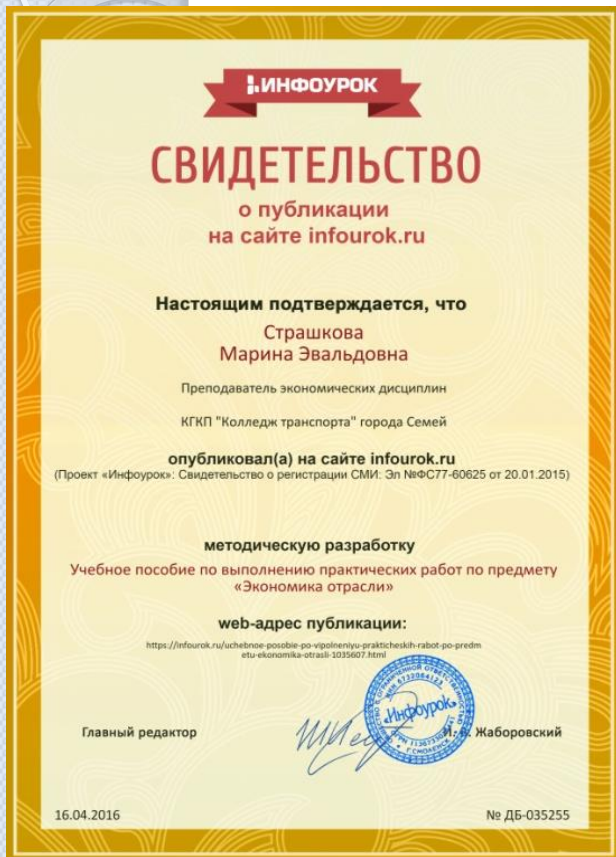 ИНФОУРОК
СВИДЕТЕЛЬСТВО
о публикации
на сайте infourok.ru
Настоящим подтверждается, что
Страшкова
Марина Эвальдовна
Преподаватель экономических дисциплин
КГКП "Колледж транспорта" города Семей
опубликовал(а) на сайте infourok.ru
(Проект «Инфоурок»: Свидетельство о регистрации СМИ: Эл №ФС77-60625 от 20.01.2015)
методическую разработку
Учебное пособие по выполнению практических работ по предмету
«Экономика отрасли»
web-адрес публикации:
https://infourok.ru/uchebnoe-posobie-po-vipolneniyu-prakticheskih-rabot-po-predm
etu-ekonomika-otrasli-1035607.html
Главный редактор
«Инфоурок»
Жаборовский
16.04.2016
№ ДБ-035255